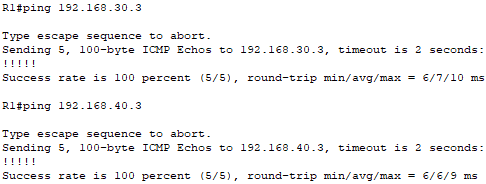 R1#ping 192.168.30.3
Type escape sequence to abort.
Sending 5, 100-byte ICMP Echos to 192.168.30.3, timeout is 2 seconds:
!!!!!
Success rate is 100 percent (5/5), round-trip min/avg/max = 6/7/10 ms
R1#ping 192.168.40.3
Type escape sequence to abort.
Sending 5, 100-byte ICMP Echos to 192.168.40.3, timeout is 2 seconds:
!!!!!
Success rate is 100 percent (5/5), round-trip min/avg/max = 6/6/9 ms